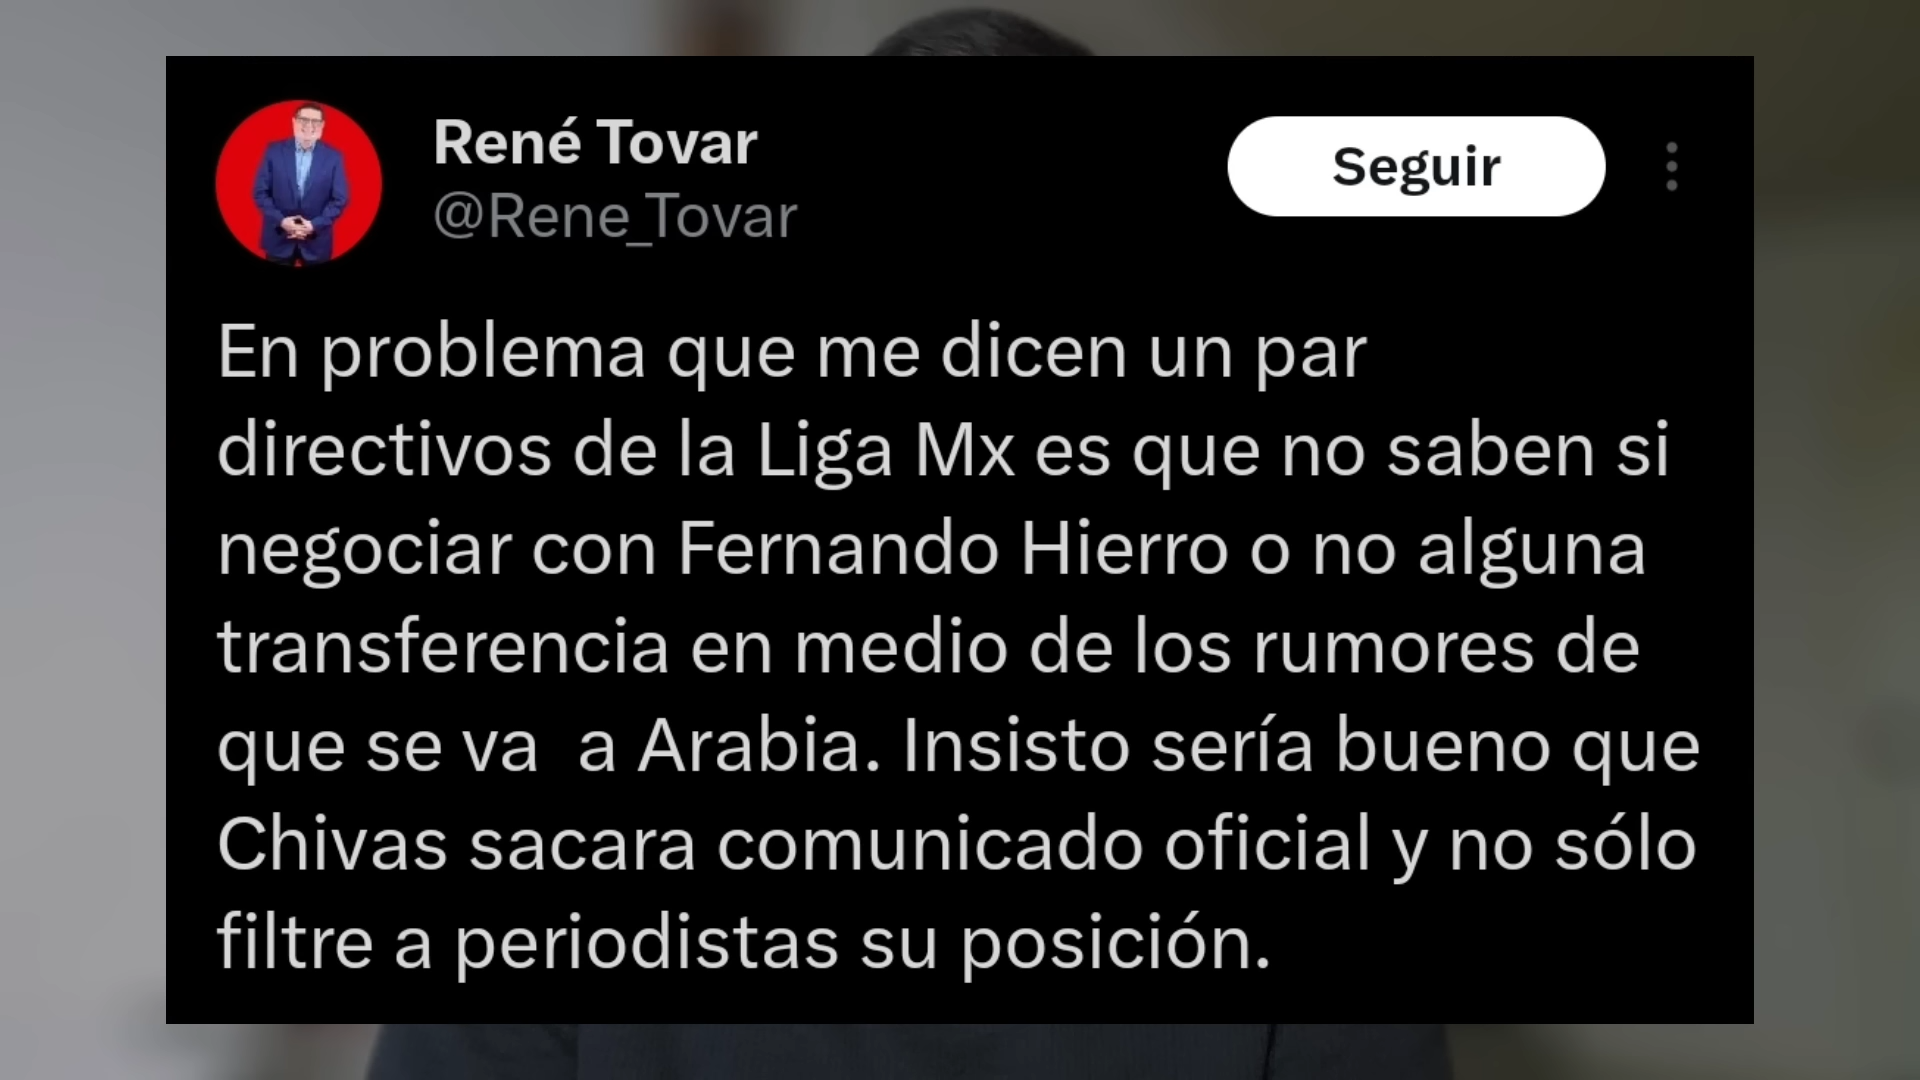 René Tovar
@Rene_Tovar
Seguir
En problema que me dicen un par
directivos de la Liga Mx es que no saben si
negociar con Fernando Hierro o no alguna
transferencia en medio de los rumores de
que se va  a Arabia. Insisto sería bueno que
Chivas sacara comunicado oficial y no sólo
filtre a periodistas su posición.